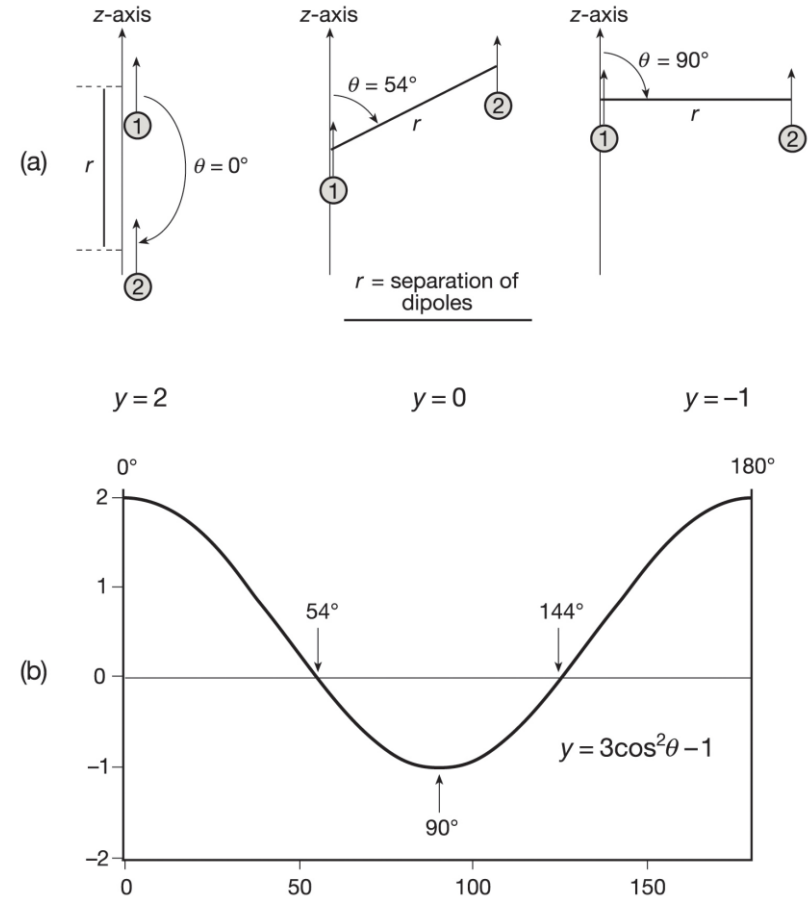 z-axis
z-axis
z-axis
θ = 54°
θ = 90°
2
r
r
1
1
2
(a)
r
θ = 0°
1
2
r = separation of
dipoles
y = 2
y = 0
y = –1
0°
180°
2
1
54°
144°
(b)
0
y = 3cos²θ – 1
–1
90°
–2
0
50
100
150